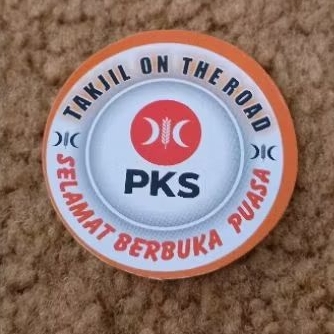 TAKJIL ON THE ROAD
PKS
SELAMAT BERBUKA PUASA